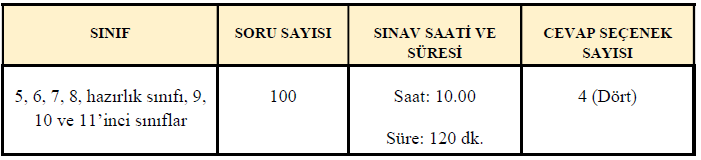 SINIF
SORU SAYISI
SINAV SAATİ VE
SÜRESİ
CEVAP SEÇENEK
SAYISI
5, 6, 7, 8, hazırlık sınıfı, 9,
10 ve 11’inci sınıflar
100
Saat: 10.00
Süre: 120 dk.
4 (Dört)